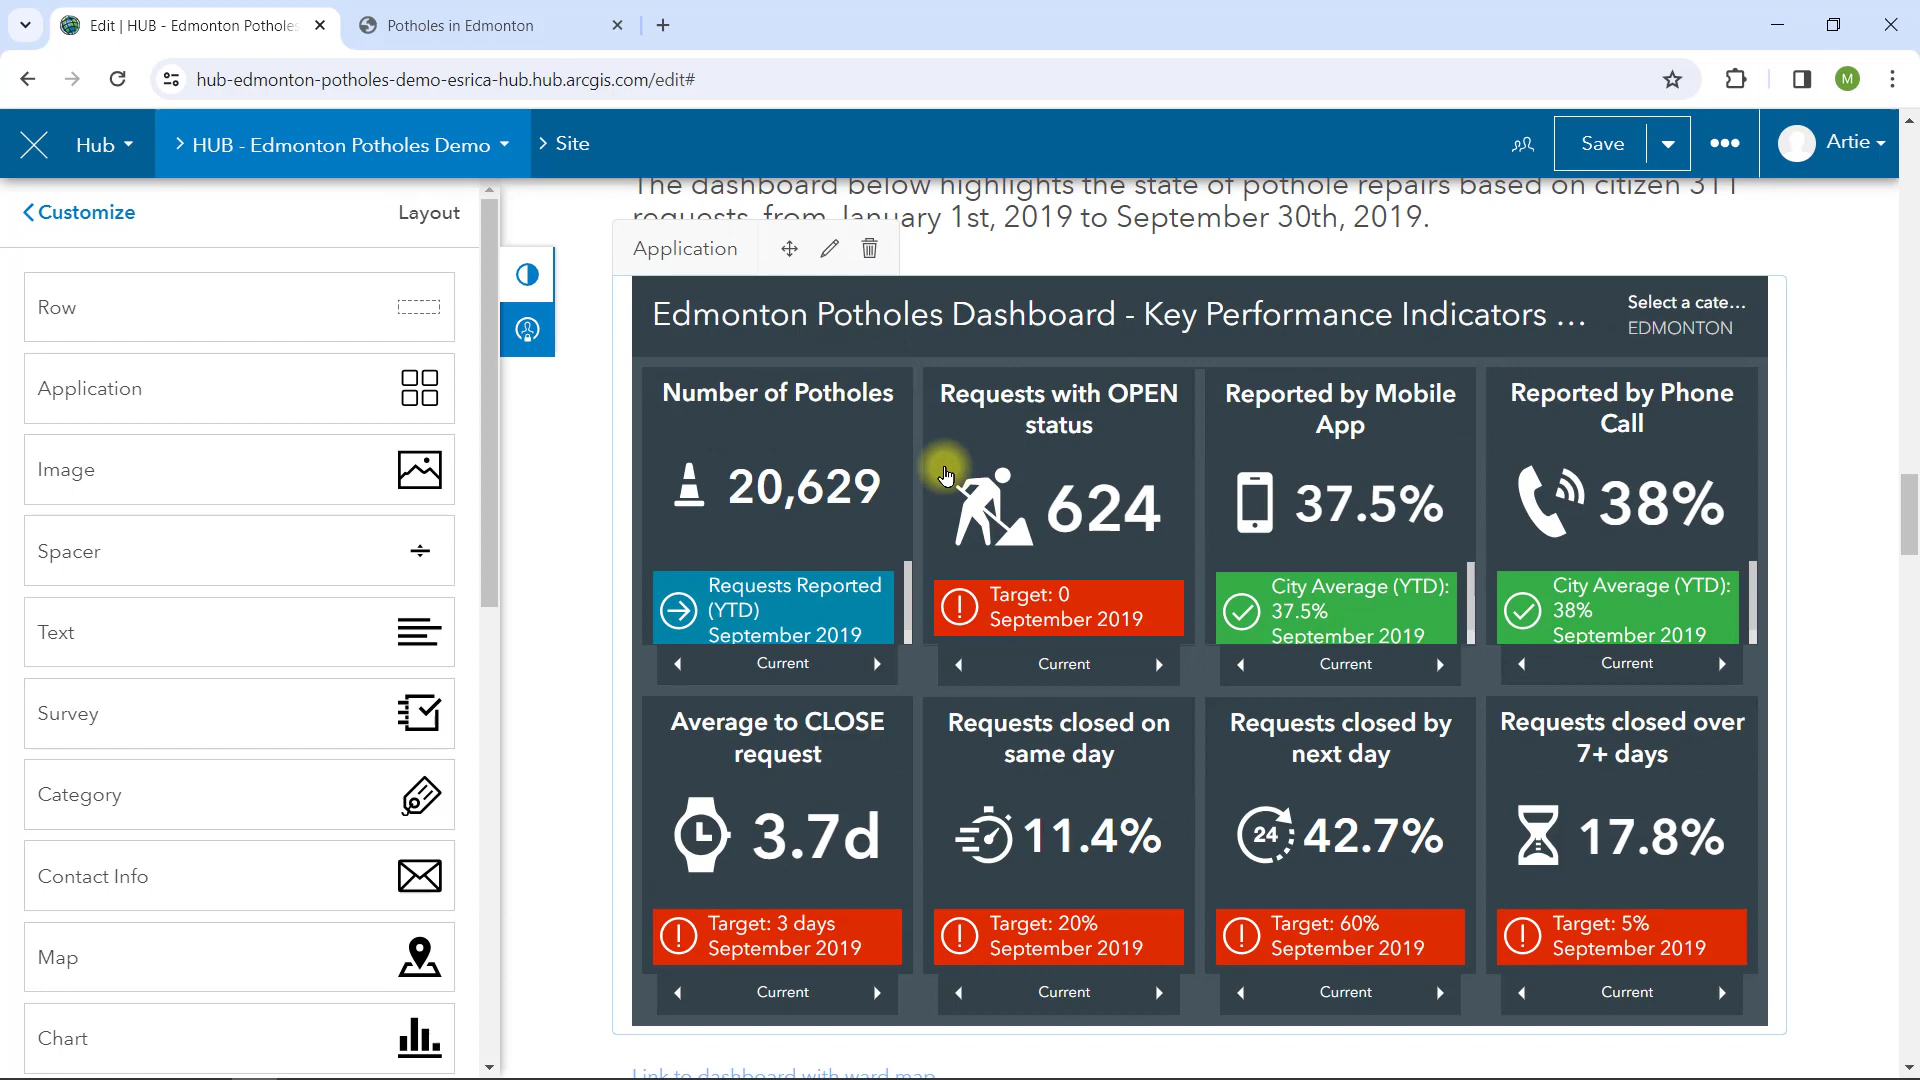 Edit | HUB - Edmonton Potholes
Potholes in Edmonton
hub-edmonton-potholes-demo-esrica-hub.hub.arcgis.com/edit#
M
Hub
HUB - Edmonton Potholes Demo
Site
Save
Artie
Customize
Layout
Row
Application
Image
Spacer
Text
Survey
Category
Contact Info
Map
Chart
The dashboard below highlights the state of pothole repairs based on citizen 311
requests, from January 1st, 2019 to September 30th, 2019.
Application
Edmonton Potholes Dashboard - Key Performance Indicators ...
Select a cate...
EDMONTON
Number of Potholes
20,629
Requests Reported
(YTD)
September 2019
Current
Requests with OPEN
status
624
Target: 0
September 2019
Current
Reported by Mobile
App
37.5%
City Average (YTD):
37.5%
September 2019
Current
Reported by Phone
Call
38%
City Average (YTD):
38%
September 2019
Current
Average to CLOSE
request
3.7d
Target: 3 days
September 2019
Current
Requests closed on
same day
11.4%
Target: 20%
September 2019
Current
Requests closed by
next day
24
42.7%
Target: 60%
September 2019
Current
Requests closed over
7+ days
17.8%
Target: 5%
September 2019
Current
Link to dashboard with ward map